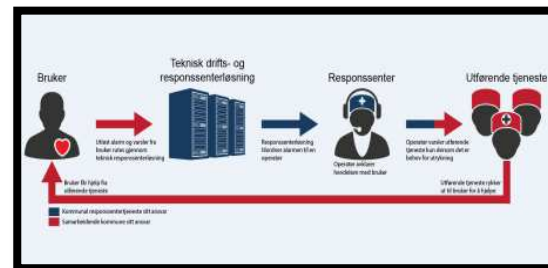 Bruker
Teknisk drifts- og
responssenterløsning
Responssenter
Utførende tjeneste
Utløst alarm og varsler fra
bruker rutes gjennom
teknisk responssenterløsning
Responssenterløsning
tilordner alarmen til en
operatør
Operatør avklarer
hendelsen med bruker
Operatør varsler utførende
tjeneste kun dersom det er
behov for utrykning
Bruker får hjelp fra
utførende tjeneste
Utførende tjeneste rykker
ut til bruker for å hjelpe
Kommunal responssentertjeneste sitt ansvar
Samarbeidende kommune sitt ansvar